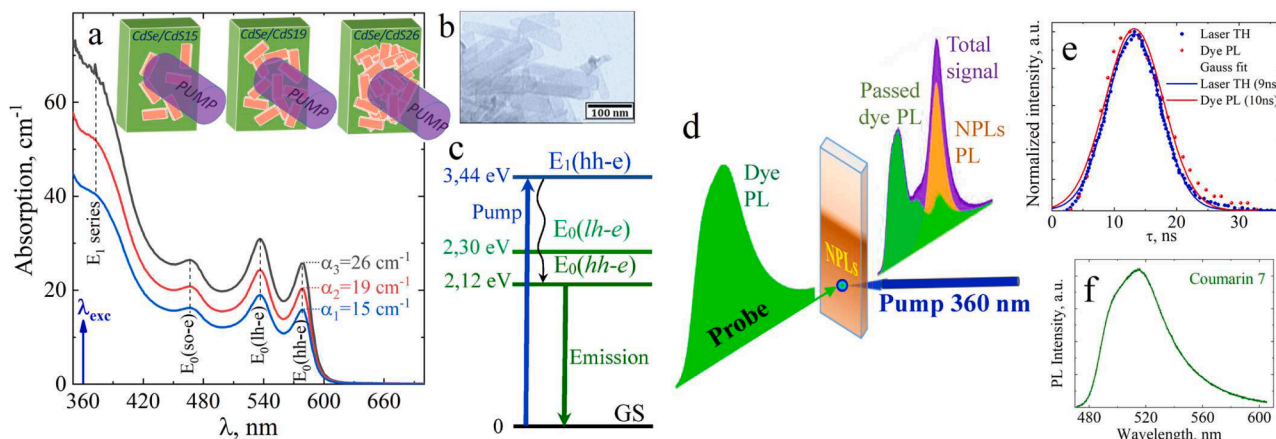 a
CdSe/CdS15
CdSe/CdS19
CdSe/CdS26
PUMP
PUMP
PUMP
Absorption, cm⁻¹
80
60
40
20
0
E₁ series
E₀(so-e)
E₀(lh-e)
E₀(hh-e)
α₃=26 cm⁻¹
α₂=19 cm⁻¹
α₁=15 cm⁻¹
λexc
360
420
480
540
600
660
λ, nm
b
100 nm
c
E₁(hh-e)
3,44 eV
Pump
E₀(lh-e)
2,30 eV
E₀(hh-e)
2,12 eV
Emission
GS
0
d
Total
signal
Passed
dye PL
NPLs
PL
Dye
PL
NPLs
Probe
Pump 360 nm
e
Laser TH
Dye PL
Gauss fit
Laser TH (9ns)
Dye PL (10ns)
Normalized intensity, a.u.
0
10
20
30
τ, ns
f
Coumarin 7
PL Intensity, a.u.
480
520
560
600
Wavelength, nm